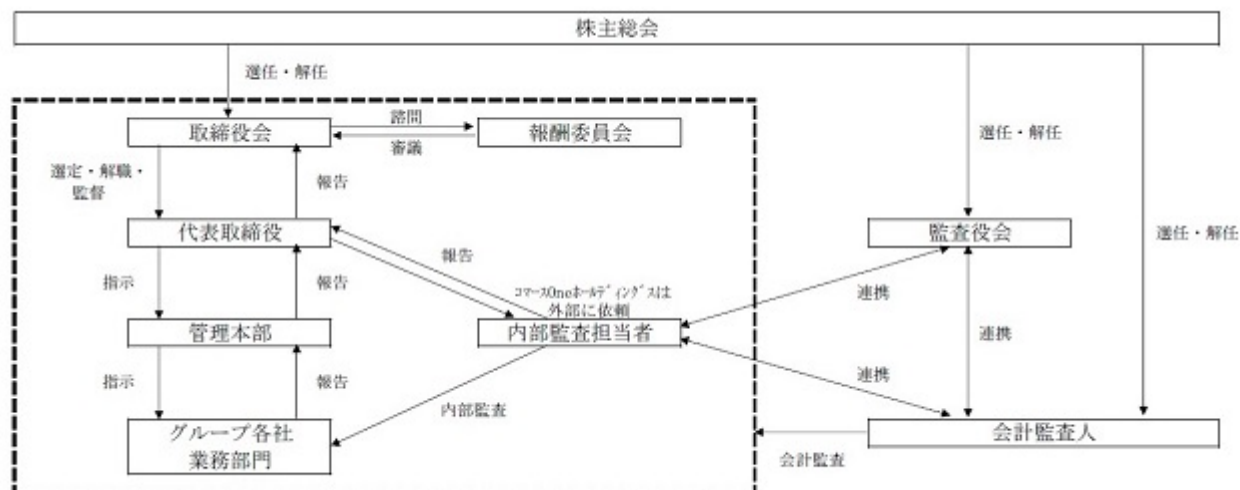 株主総会
選任・解任
取締役会
諮問
審議
報酬委員会
選任・解任
選定・解職・
監督
報告
代表取締役
監査役会
選任・解任
報告
指示
報告
コマースOneホールディングスは
外部に依頼
連携
管理本部
内部監査担当者
連携
指示
報告
連携
内部監査
グループ各社
業務部門
会計監査人
会計監査